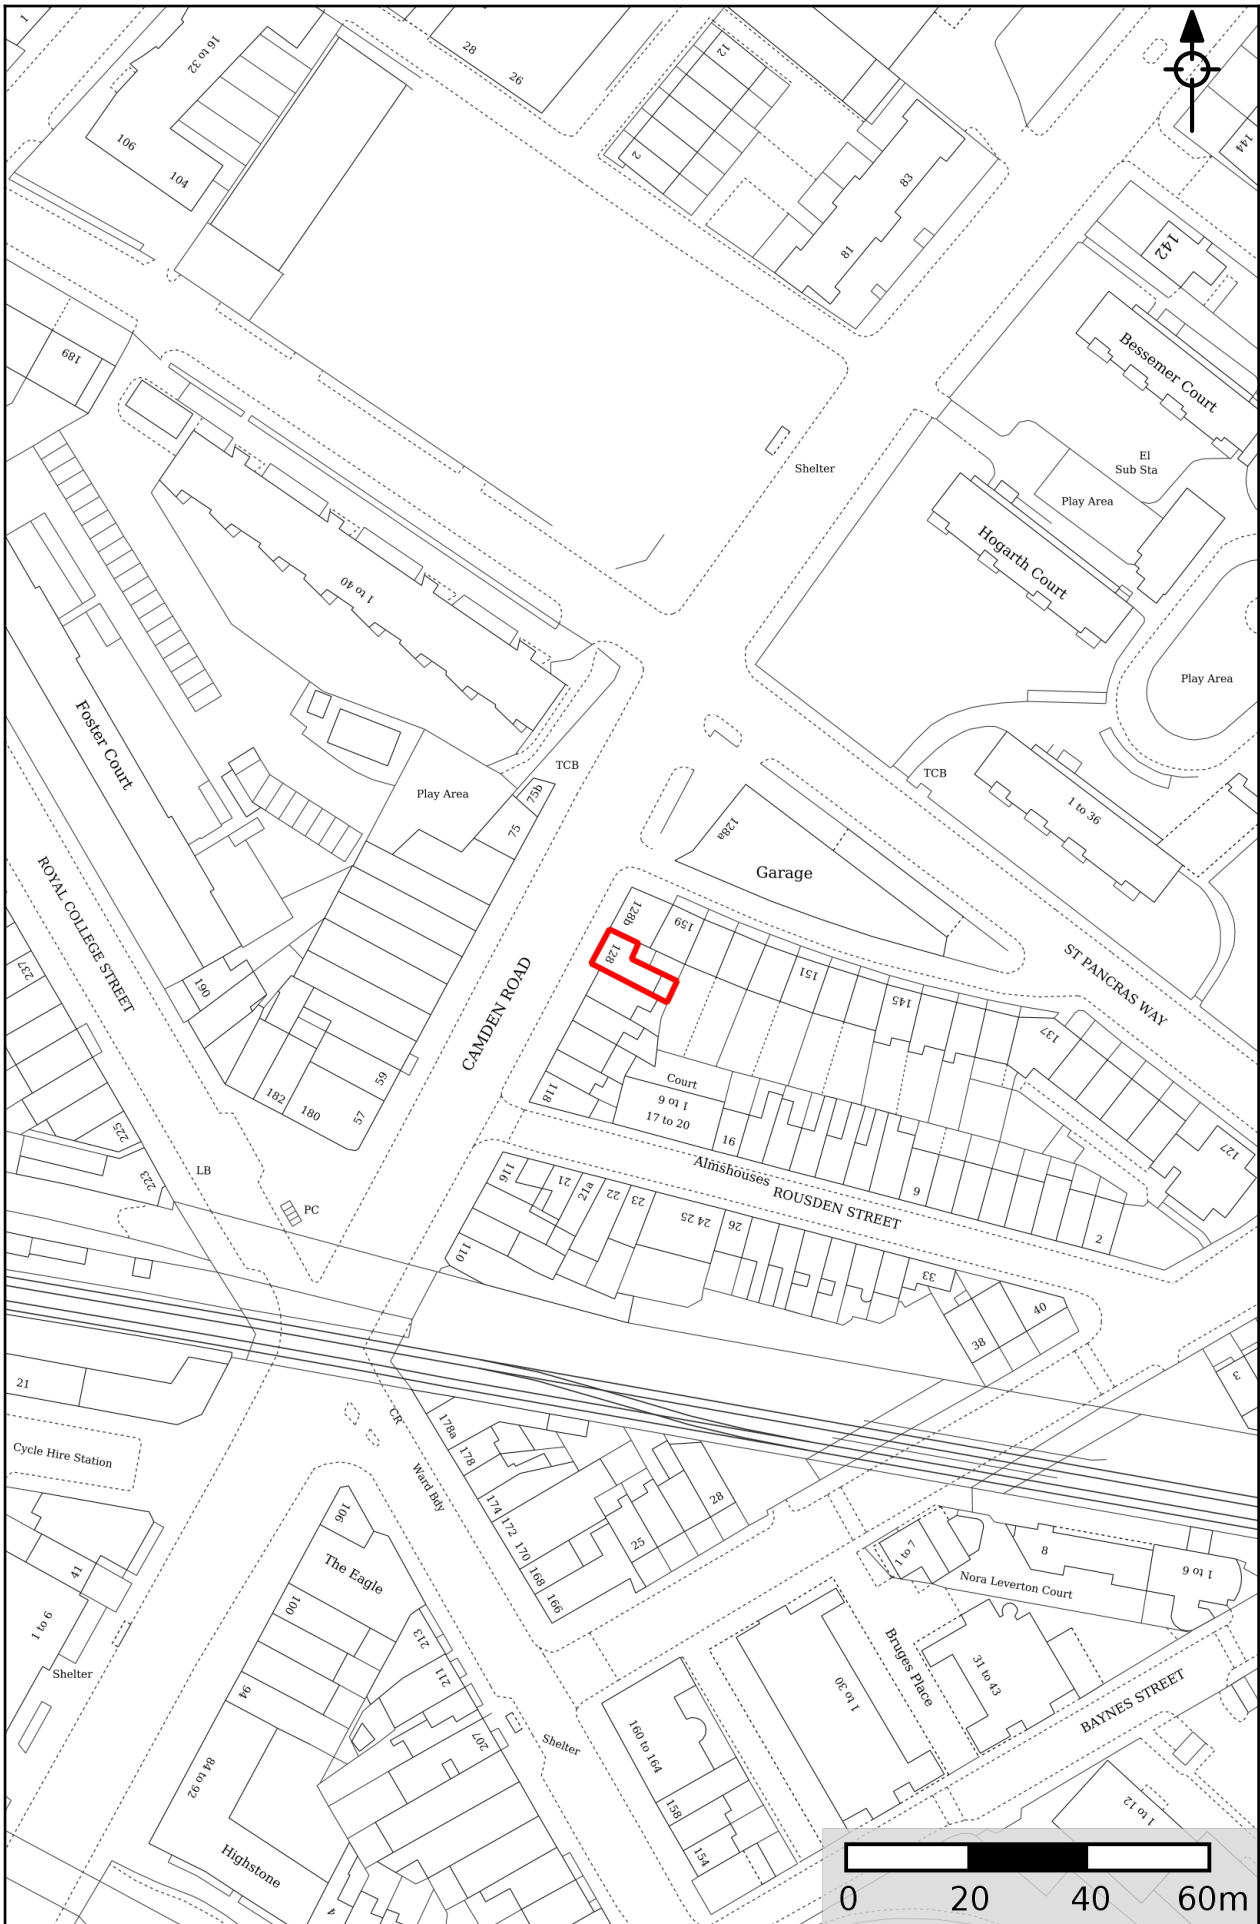 1
16 to 32
28
26
12
2
106
104
83
81
144
142
189
Bessemer Court
El
Sub Sta
Shelter
Play Area
Hogarth Court
1 to 40
Play Area
Foster Court
TCB
TCB
Play Area
75b
75
128a
1 to 36
Garage
ROYAL COLLEGE STREET
128b
159
128
151
ST PANCRAS WAY
237
190
CAMDEN ROAD
145
137
118
Court
1 to 9
17 to 20
16
59
182
180
57
225
223
127
LB
PC
Almshouses
ROUSDEN STREET
9
2
116
21
21a
22
23
24 25
26
110
33
40
38
3
21
CR
Cycle Hire Station
178a
178
Ward Bdy
174
172
170
168
166
28
25
106
The Eagle
8
1 to 7
1 to 9
Nora Leverton Court
41
1 to 6
100
213
211
Shelter
94
Bruges Place
31 to 43
1 to 30
BAYNES STREET
207
Shelter
160 to 164
84 to 92
158
154
1 to 12
Highstone
4
0 20 40 60m